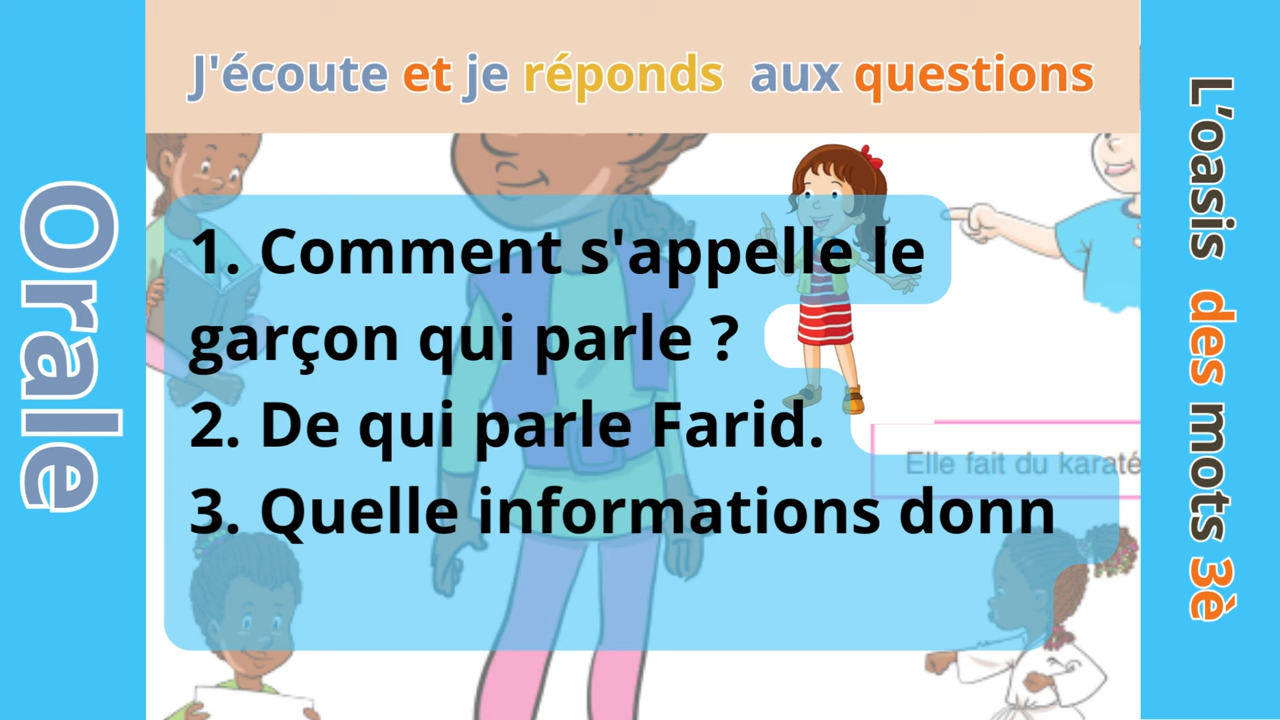 J'écoute et je réponds aux questions
Orale
1. Comment s'appelle le
garçon qui parle ?
2. De qui parle Farid.
3. Quelle informations donn
Elle fait du karaté
L'oasis des mots 3è